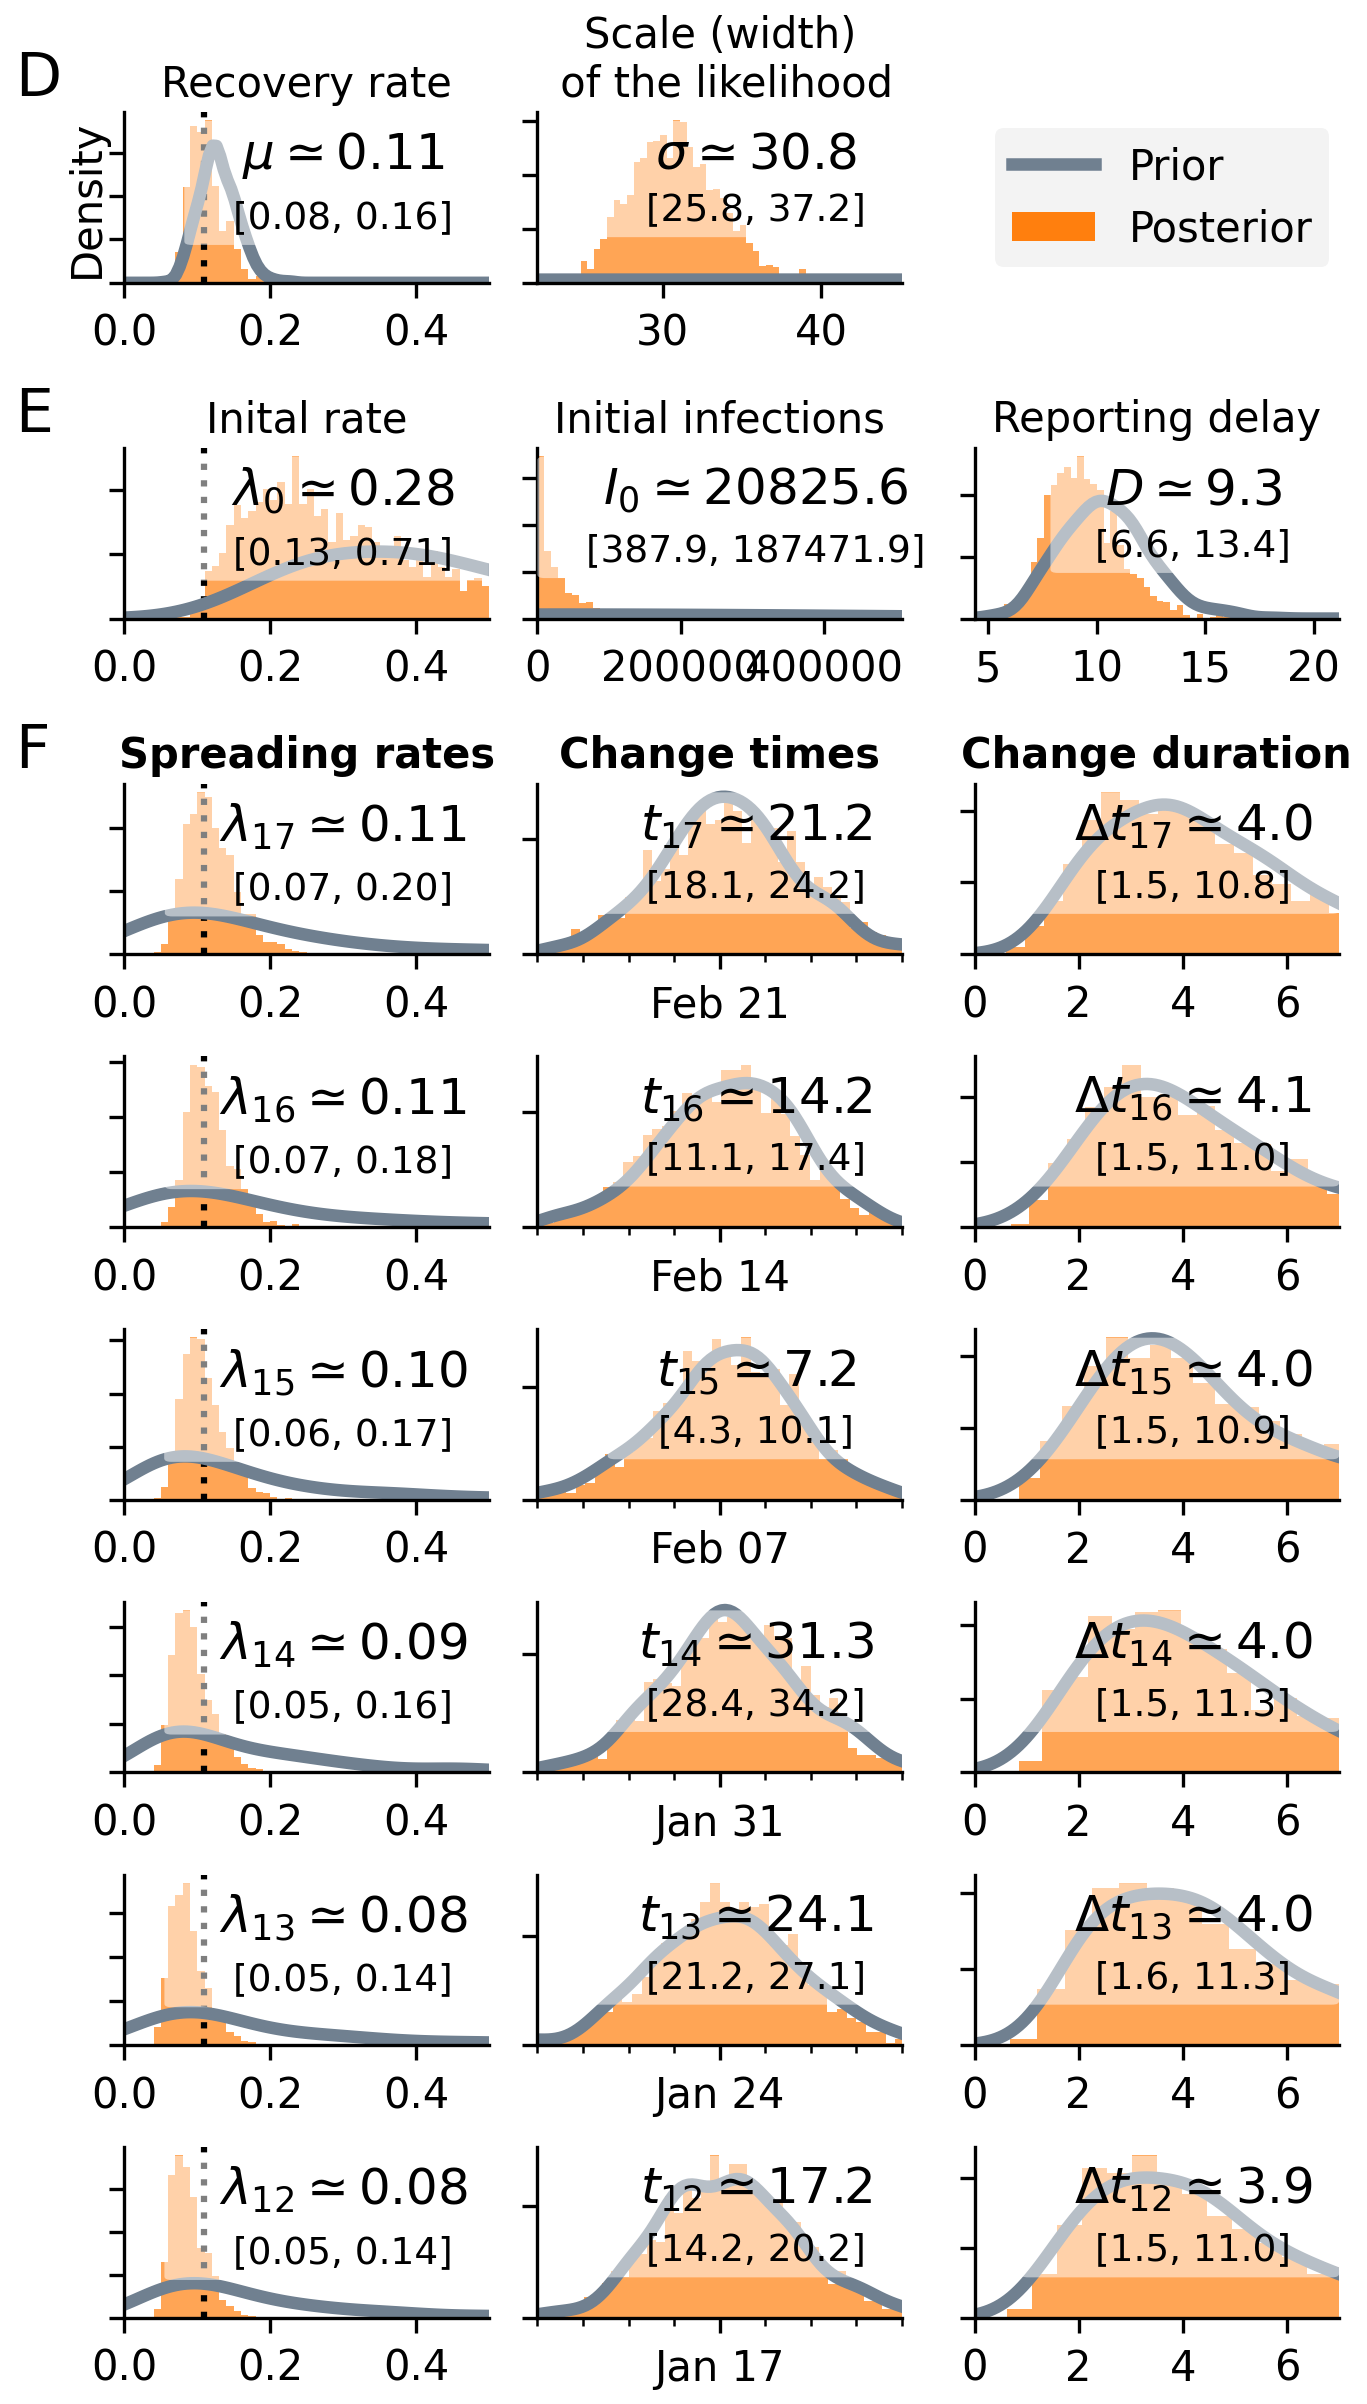 D
Recovery rate
Scale (width)
of the likelihood
Density
μ ≃ 0.11
[0.08, 0.16]
0.0 0.2 0.4
σ ≃ 30.8
[25.8, 37.2]
30 40
Prior
Posterior
E
Inital rate
λ0 ≃ 0.28
[0.13, 0.71]
0.0 0.2 0.4
Initial infections
I0 ≃ 20825.6
[387.9, 187471.9]
0 200000 400000
Reporting delay
D ≃ 9.3
[6.6, 13.4]
5 10 15 20
F
Spreading rates
Change times
Change duration
λ17 ≃ 0.11
[0.07, 0.20]
0.0 0.2 0.4
t17 ≃ 21.2
[18.1, 24.2]
Feb 21
Δt17 ≃ 4.0
[1.5, 10.8]
0 2 4 6
λ16 ≃ 0.11
[0.07, 0.18]
0.0 0.2 0.4
t16 ≃ 14.2
[11.1, 17.4]
Feb 14
Δt16 ≃ 4.1
[1.5, 11.0]
0 2 4 6
λ15 ≃ 0.10
[0.06, 0.17]
0.0 0.2 0.4
t15 ≃ 7.2
[4.3, 10.1]
Feb 07
Δt15 ≃ 4.0
[1.5, 10.9]
0 2 4 6
λ14 ≃ 0.09
[0.05, 0.16]
0.0 0.2 0.4
t14 ≃ 31.3
[28.4, 34.2]
Jan 31
Δt14 ≃ 4.0
[1.5, 11.3]
0 2 4 6
λ13 ≃ 0.08
[0.05, 0.14]
0.0 0.2 0.4
t13 ≃ 24.1
[21.2, 27.1]
Jan 24
Δt13 ≃ 4.0
[1.6, 11.3]
0 2 4 6
λ12 ≃ 0.08
[0.05, 0.14]
0.0 0.2 0.4
t12 ≃ 17.2
[14.2, 20.2]
Jan 17
Δt12 ≃ 3.9
[1.5, 11.0]
0 2 4 6